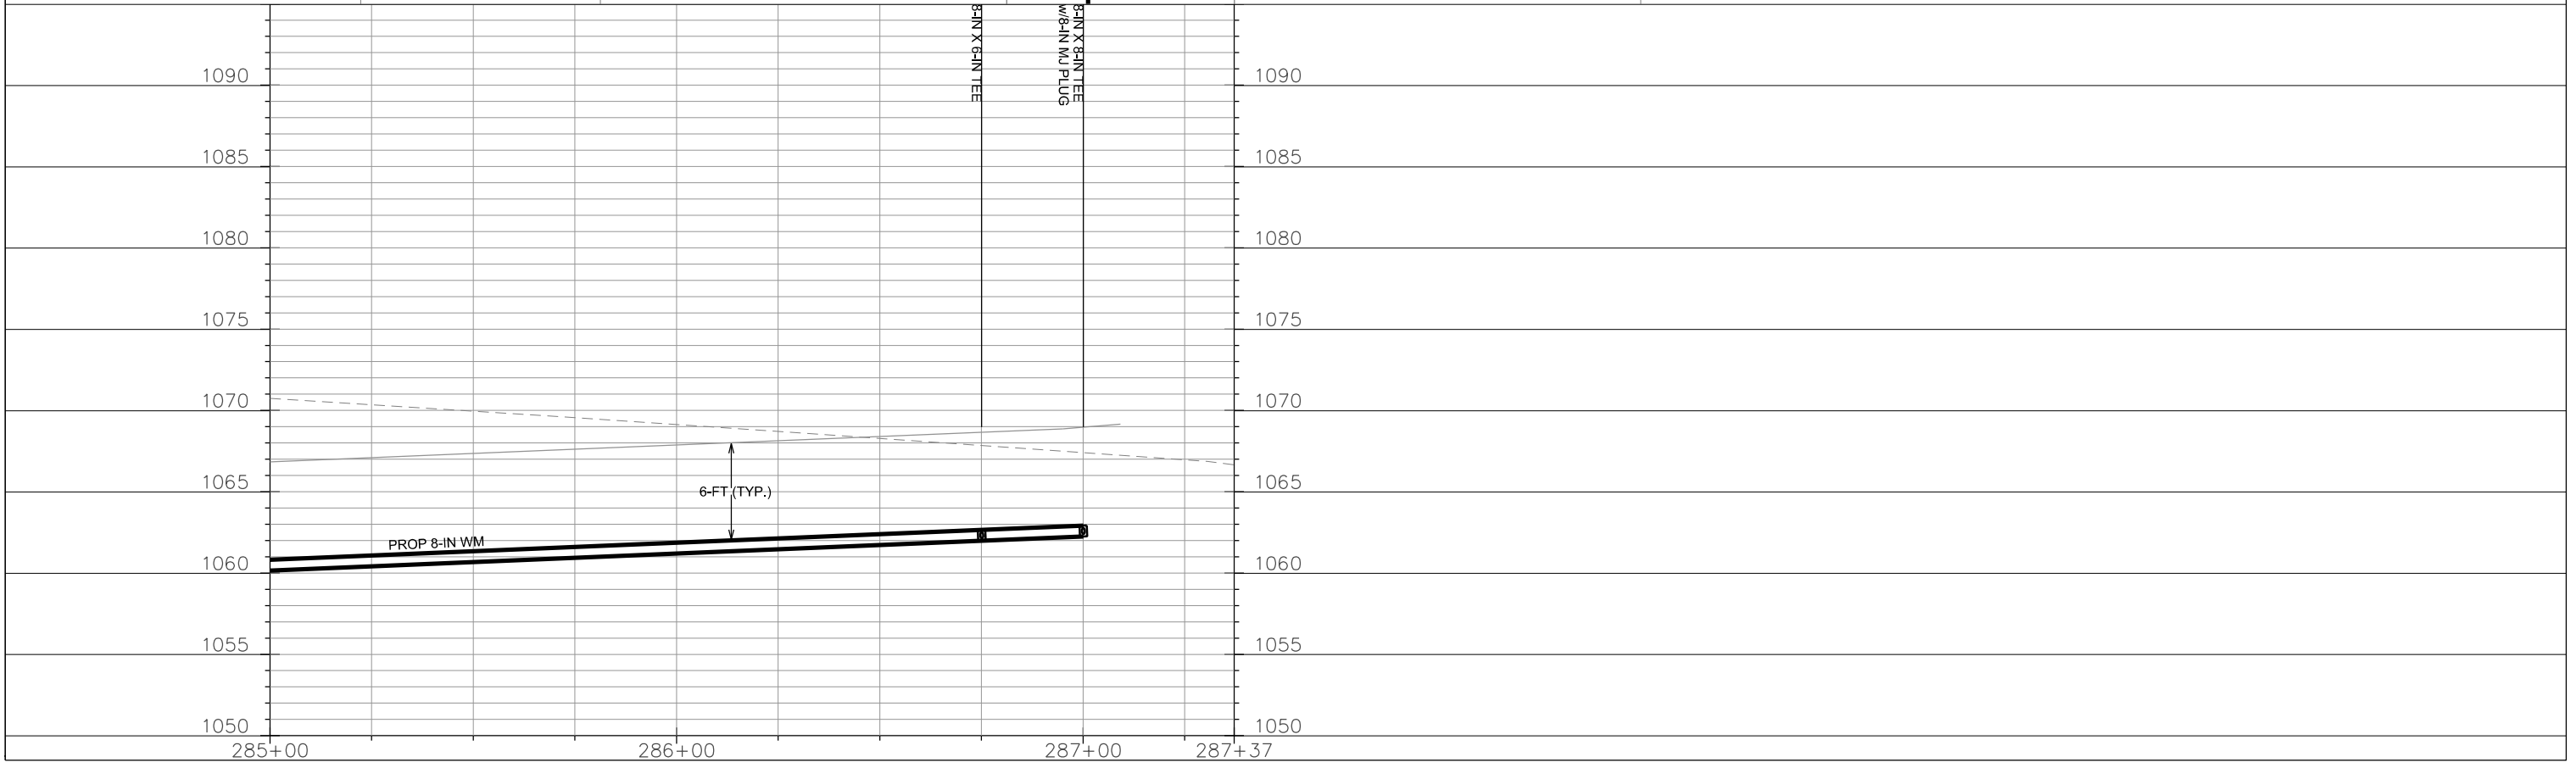 8-IN X 6-IN TEE
8-IN X 8-IN TEE
w/8-IN MJ PLUG
1090 1090
1085 1085
1080 1080
1075 1075
1070 1070
1065 1065
6-FT (TYP.)
PROP 8-IN WM
1060 1060
1055 1055
1050 1050
285+00 286+00 287+00 287+37